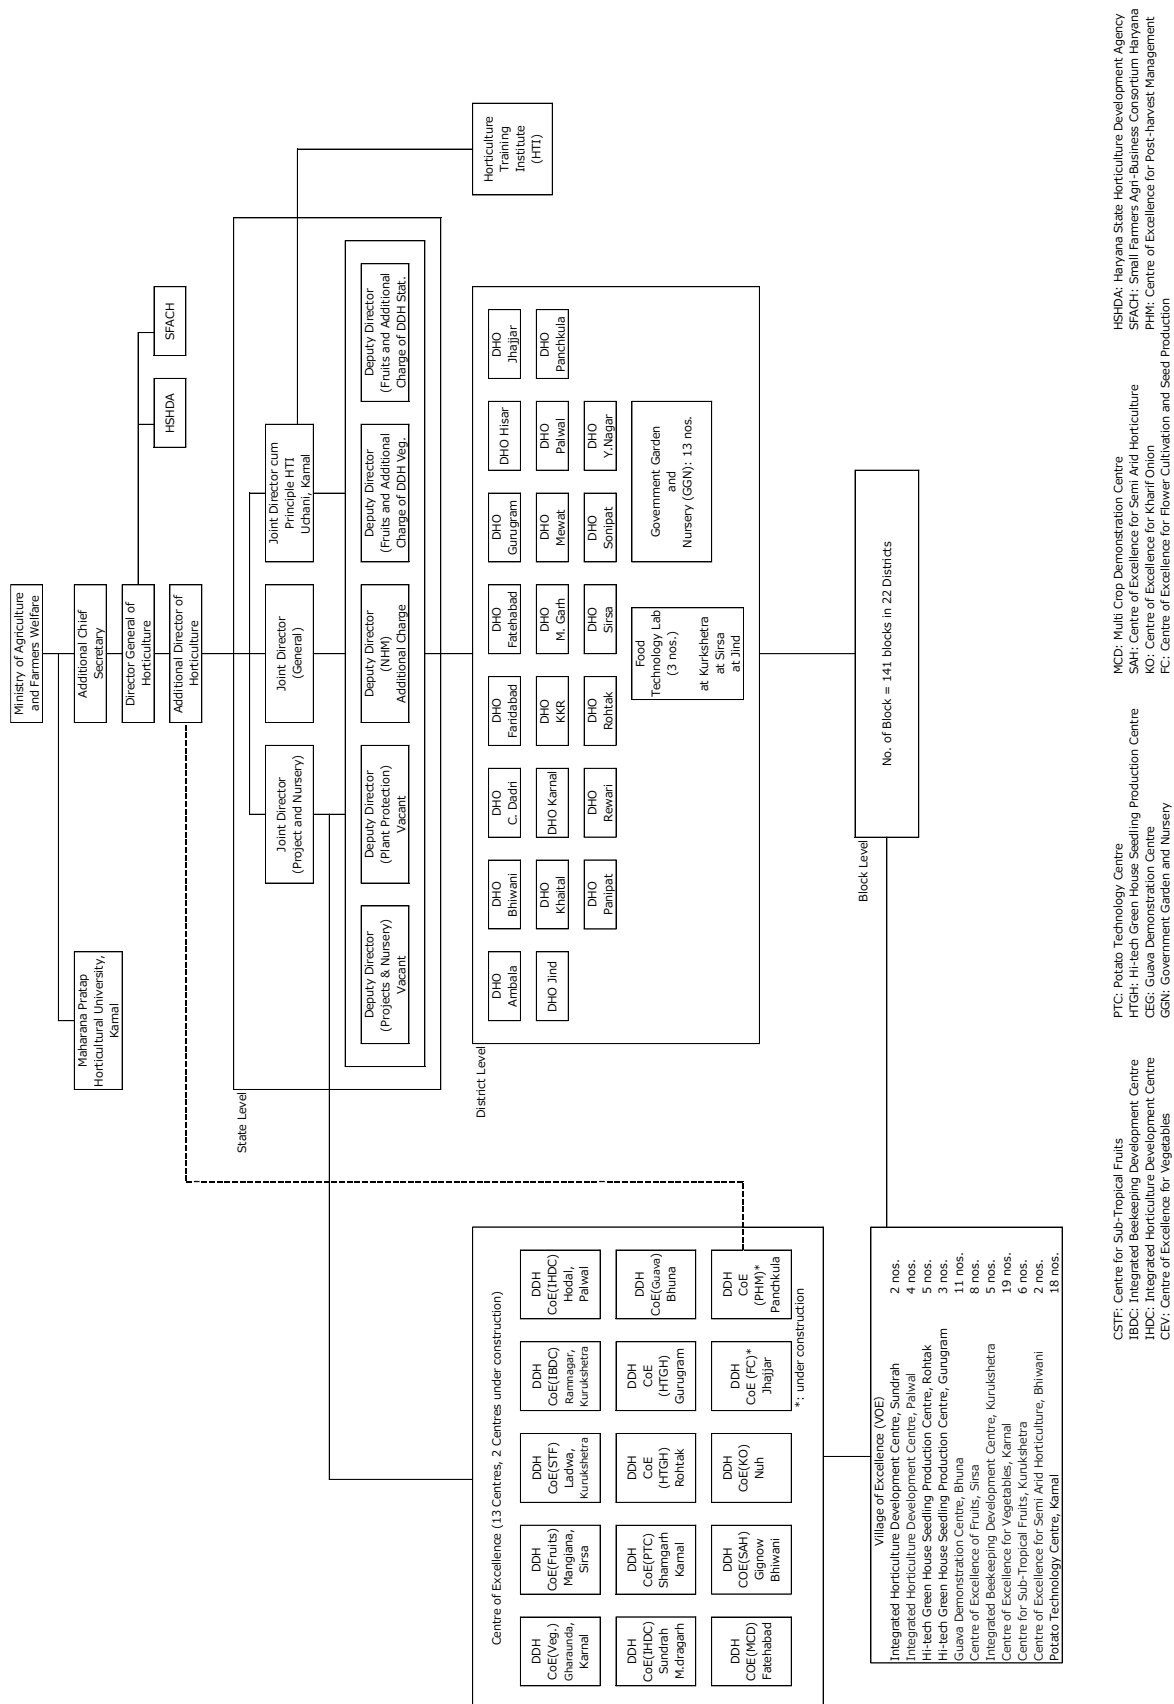 Ministry of Agriculture
and Farmers Welfare
Maharana Pratap
Horticultural University,
Karnal
Additional Chief
Secretary
Director General of
Horticulture
HSHDA
SFACH
Additional Director of
Horticulture
State Level
Joint Director
(Project and Nursery)
Joint Director
(General)
Joint Director cum
Principle HTI
Uchani, Karnal
Deputy Director
(Projects & Nursery)
Vacant
Deputy Director
(Plant Protection)
Vacant
Deputy Director
(NHM)
Additional Charge
Deputy Director
(Fruits and Additional
Charge of DDH Veg.
Deputy Director
(Fruits and Additional
Charge of DDH Stat.
Horticulture
Training
Institute
(HTI)
District Level
DHO
Ambala
DHO
Bhiwani
DHO
C. Dadri
DHO
Faridabad
DHO
Fatehabad
DHO
Gurugram
DHO Hisar
DHO
Jhajjar
DHO Jind
DHO
Khaital
DHO Karnal
DHO
KKR
DHO
M. Garh
DHO
Mewat
DHO
Palwal
DHO
Panchkula
DHO
Panipat
DHO
Rewari
DHO
Rohtak
DHO
Sirsa
DHO
Sonipat
DHO
Y.Nagar
Food
Technology Lab
(3 nos.)
at Kurkshetra
at Sirsa
at Jind
Government Garden
and
Nursery (GGN): 13 nos.
Centre of Excellence (13 Centres, 2 Centres under construction)
DDH
CoE(Veg.)
Gharaunda,
Karnal
DDH
CoE(Fruits)
Mangiana,
Sirsa
DDH
CoE(STF)
Ladwa,
Kurukshetra
DDH
CoE(IBDC)
Ramnagar,
Kurukshetra
DDH
CoE(IHDC)
Hodal,
Palwal
DDH
CoE(IHDC)
Sundrah
M.dragarh
DDH
CoE(PTC)
Shamgarh
Karnal
DDH
CoE
(HTGH)
Rohtak
DDH
CoE
(HTGH)
Gurugram
DDH
CoE(Guava)
Bhuna
DDH
COE(MCD)
Fatehabad
DDH
COE(SAH)
Gignow
Bhiwani
DDH
CoE(KO)
Nuh
DDH
CoE (FC)*
Jhajjar
DDH
CoE
(PHM)*
Panchkula
*: under construction
Block Level
No. of Block = 141 blocks in 22 Districts
Village of Excellence (VOE)
Integrated Horticulture Development Centre, Sundrah 2 nos.
Integrated Horticulture Development Centre, Palwal 4 nos.
Hi-tech Green House Seedling Production Centre, Rohtak 5 nos.
Hi-tech Green House Seedling Production Centre, Gurugram 3 nos.
Guava Demonstration Centre, Bhuna 11 nos.
Centre of Excellence of Fruits, Sirsa 8 nos.
Integrated Beekeeping Development Centre, Kurukshetra 5 nos.
Centre of Excellence for Vegetables, Karnal 19 nos.
Centre for Sub-Tropical Fruits, Kurukshetra 6 nos.
Centre of Excellence for Semi Arid Horticulture, Bhiwani 2 nos.
Potato Technology Centre, Karnal 18 nos.
CSTF: Centre for Sub-Tropical Fruits
IBDC: Integrated Beekeeping Development Centre
IHDC: Integrated Horticulture Development Centre
CEV: Centre of Excellence for Vegetables
PTC: Potato Technology Centre
HTGH: Hi-tech Green House Seedling Production Centre
CEG: Guava Demonstration Centre
GGN: Government Garden and Nursery
MCD: Multi Crop Demonstration Centre
SAH: Centre of Excellence for Semi Arid Horticulture
KO: Centre of Excellence for Kharif Onion
FC: Centre of Excellence for Flower Cultivation and Seed Production
HSHDA: Haryana State Horticulture Development Agency
SFACH: Small Farmers Agri-Business Consortium Haryana
PHM: Centre of Excellence for Post-harvest Management